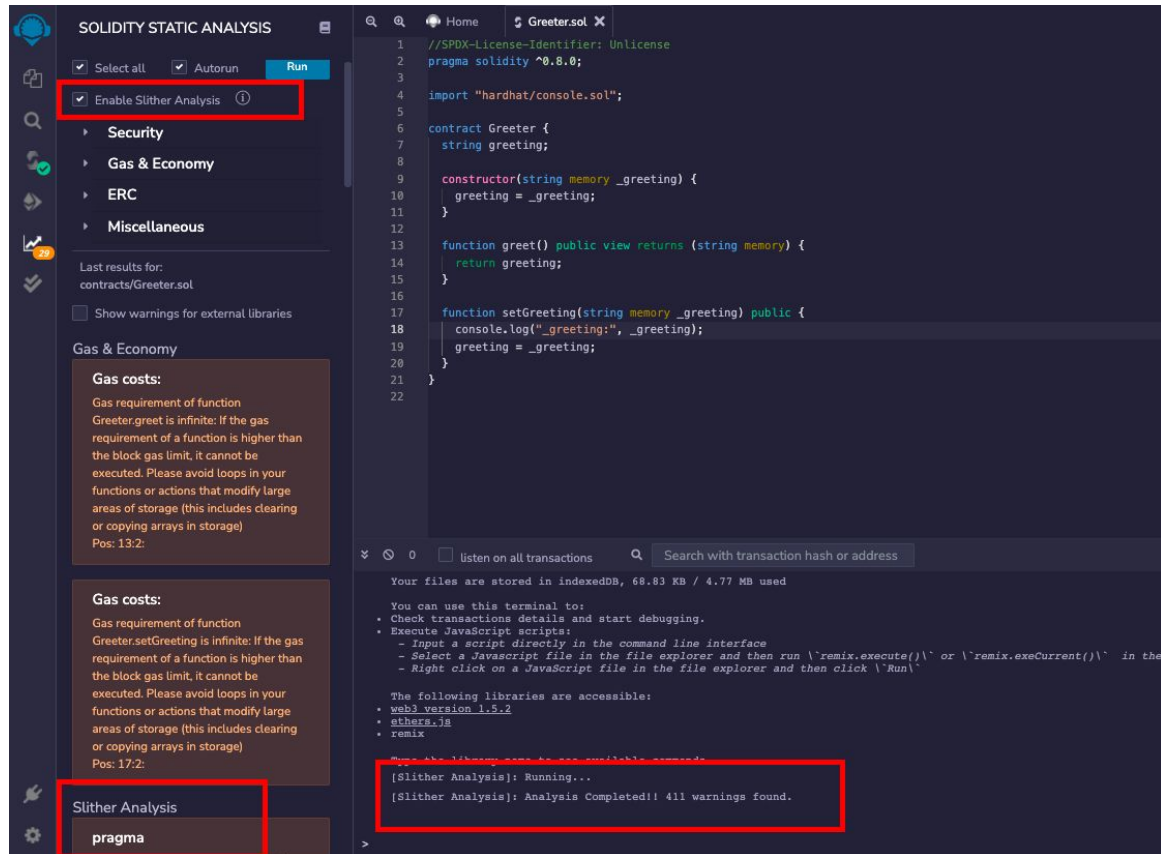 SOLIDITY STATIC ANALYSIS
Select all Autorun Run
Enable Slither Analysis
Security
Gas & Economy
ERC
Miscellaneous
29
Last results for:
contracts/Greeter.sol
Show warnings for external libraries
Gas & Economy
Gas costs:
Gas requirement of function
Greeter.greet is infinite: If the gas
requirement of a function is higher than
the block gas limit, it cannot be
executed. Please avoid loops in your
functions or actions that modify large
areas of storage (this includes clearing
or copying arrays in storage)
Pos: 13:2:
Gas costs:
Gas requirement of function
Greeter.setGreeting is infinite: If the gas
requirement of a function is higher than
the block gas limit, it cannot be
executed. Please avoid loops in your
functions or actions that modify large
areas of storage (this includes clearing
or copying arrays in storage)
Pos: 17:2:
Slither Analysis
pragma
Home Greeter.sol
1 //SPDX-License-Identifier: Unlicense
2 pragma solidity ^0.8.0;
3
4 import "hardhat/console.sol";
5
6 contract Greeter {
7 string greeting;
8
9 constructor(string memory _greeting) {
10 greeting = _greeting;
11 }
12
13 function greet() public view returns (string memory) {
14 return greeting;
15 }
16
17 function setGreeting(string memory _greeting) public {
18 console.log("_greeting:", _greeting);
19 greeting = _greeting;
20 }
21 }
22
0 listen on all transactions Search with transaction hash or address
Your files are stored in indexedDB, 68.83 KB / 4.77 MB used
You can use this terminal to:
• Check transactions details and start debugging.
• Execute JavaScript scripts:
- Input a script directly in the command line interface
- Select a Javascript file in the file explorer and then run \`remix.execute()\` or \`remix.exeCurrent()\` in the
- Right click on a JavaScript file in the file explorer and then click \`Run\`
The following libraries are accessible:
• web3 version 1.5.2
• ethers.js
• remix
Type the library name to see available commands.
[Slither Analysis]: Running...
[Slither Analysis]: Analysis Completed!! 411 warnings found.
>